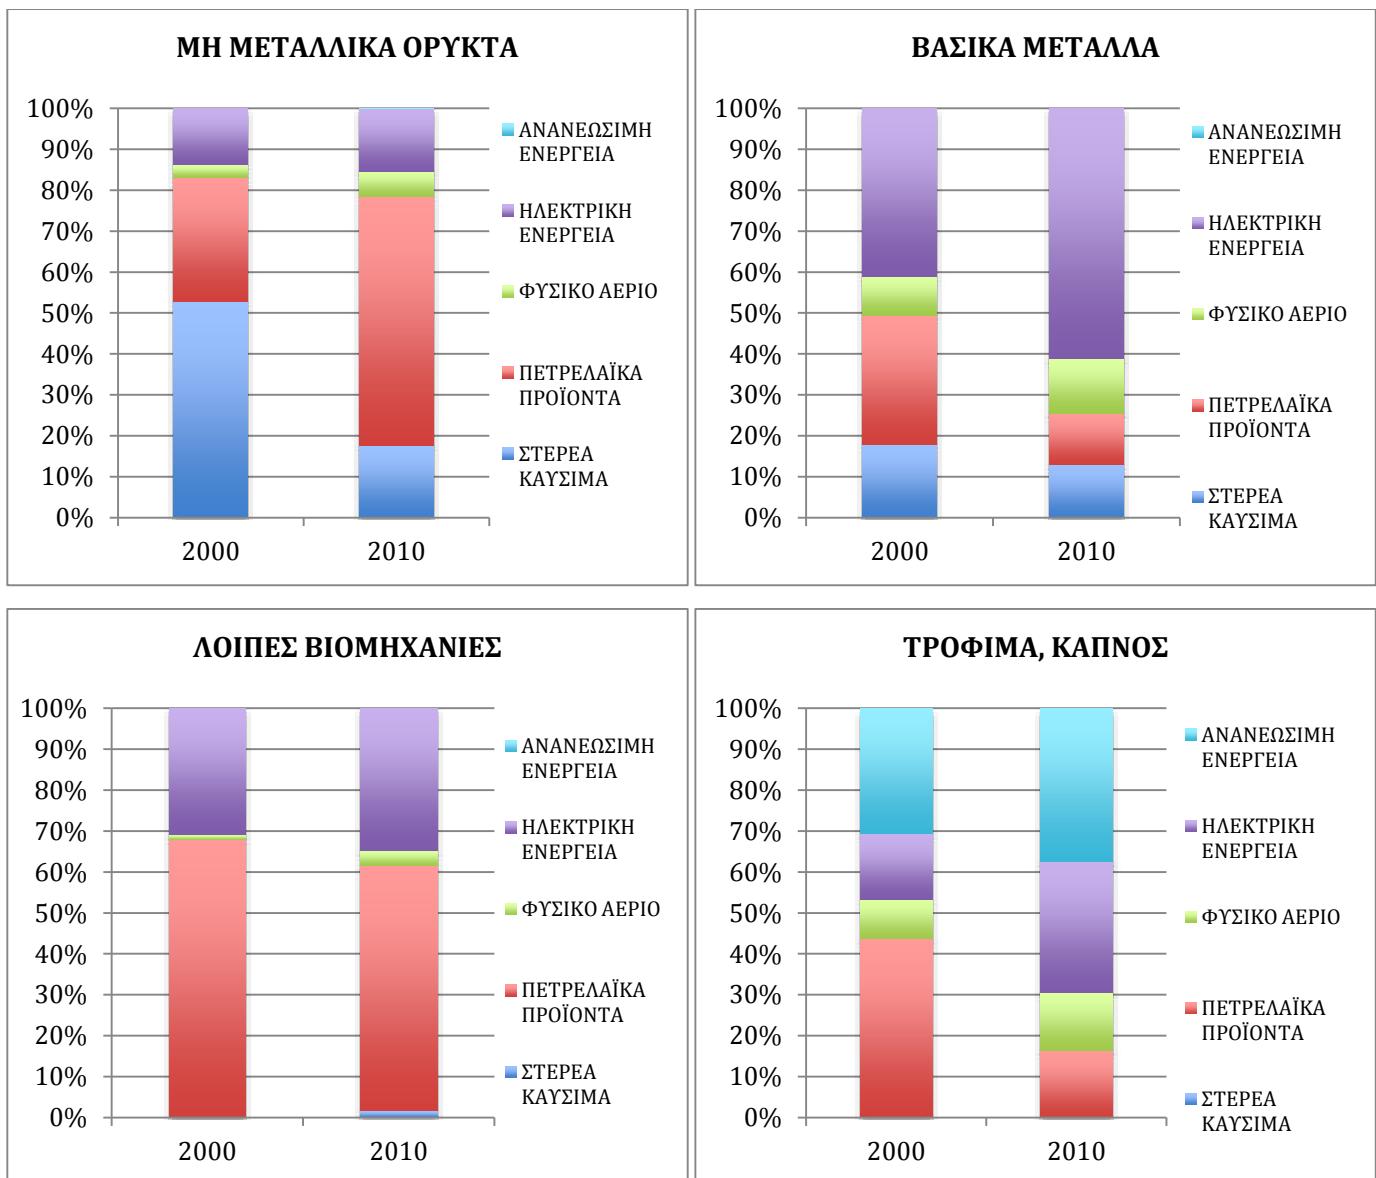 ΜΗ ΜΕΤΑΛΛΙΚΑ ΟΡΥΚΤΑ
100%
90%
80%
70%
60%
50%
40%
30%
20%
10%
0%
2000
2010
ΑΝΑΝΕΩΣΙΜΗ
ΕΝΕΡΓΕΙΑ
ΗΛΕΚΤΡΙΚΗ
ΕΝΕΡΓΕΙΑ
ΦΥΣΙΚΟ ΑΕΡΙΟ
ΠΕΤΡΕΛΑΪΚΑ
ΠΡΟΪΟΝΤΑ
ΣΤΕΡΕΑ
ΚΑΥΣΙΜΑ
ΒΑΣΙΚΑ ΜΕΤΑΛΛΑ
100%
90%
80%
70%
60%
50%
40%
30%
20%
10%
0%
2000
2010
ΑΝΑΝΕΩΣΙΜΗ
ΕΝΕΡΓΕΙΑ
ΗΛΕΚΤΡΙΚΗ
ΕΝΕΡΓΕΙΑ
ΦΥΣΙΚΟ ΑΕΡΙΟ
ΠΕΤΡΕΛΑΪΚΑ
ΠΡΟΪΟΝΤΑ
ΣΤΕΡΕΑ
ΚΑΥΣΙΜΑ
ΛΟΙΠΕΣ ΒΙΟΜΗΧΑΝΙΕΣ
100%
90%
80%
70%
60%
50%
40%
30%
20%
10%
0%
2000
2010
ΑΝΑΝΕΩΣΙΜΗ
ΕΝΕΡΓΕΙΑ
ΗΛΕΚΤΡΙΚΗ
ΕΝΕΡΓΕΙΑ
ΦΥΣΙΚΟ ΑΕΡΙΟ
ΠΕΤΡΕΛΑΪΚΑ
ΠΡΟΪΟΝΤΑ
ΣΤΕΡΕΑ
ΚΑΥΣΙΜΑ
ΤΡΟΦΙΜΑ, ΚΑΠΝΟΣ
100%
90%
80%
70%
60%
50%
40%
30%
20%
10%
0%
2000
2010
ΑΝΑΝΕΩΣΙΜΗ
ΕΝΕΡΓΕΙΑ
ΗΛΕΚΤΡΙΚΗ
ΕΝΕΡΓΕΙΑ
ΦΥΣΙΚΟ ΑΕΡΙΟ
ΠΕΤΡΕΛΑΪΚΑ
ΠΡΟΪΟΝΤΑ
ΣΤΕΡΕΑ
ΚΑΥΣΙΜΑ